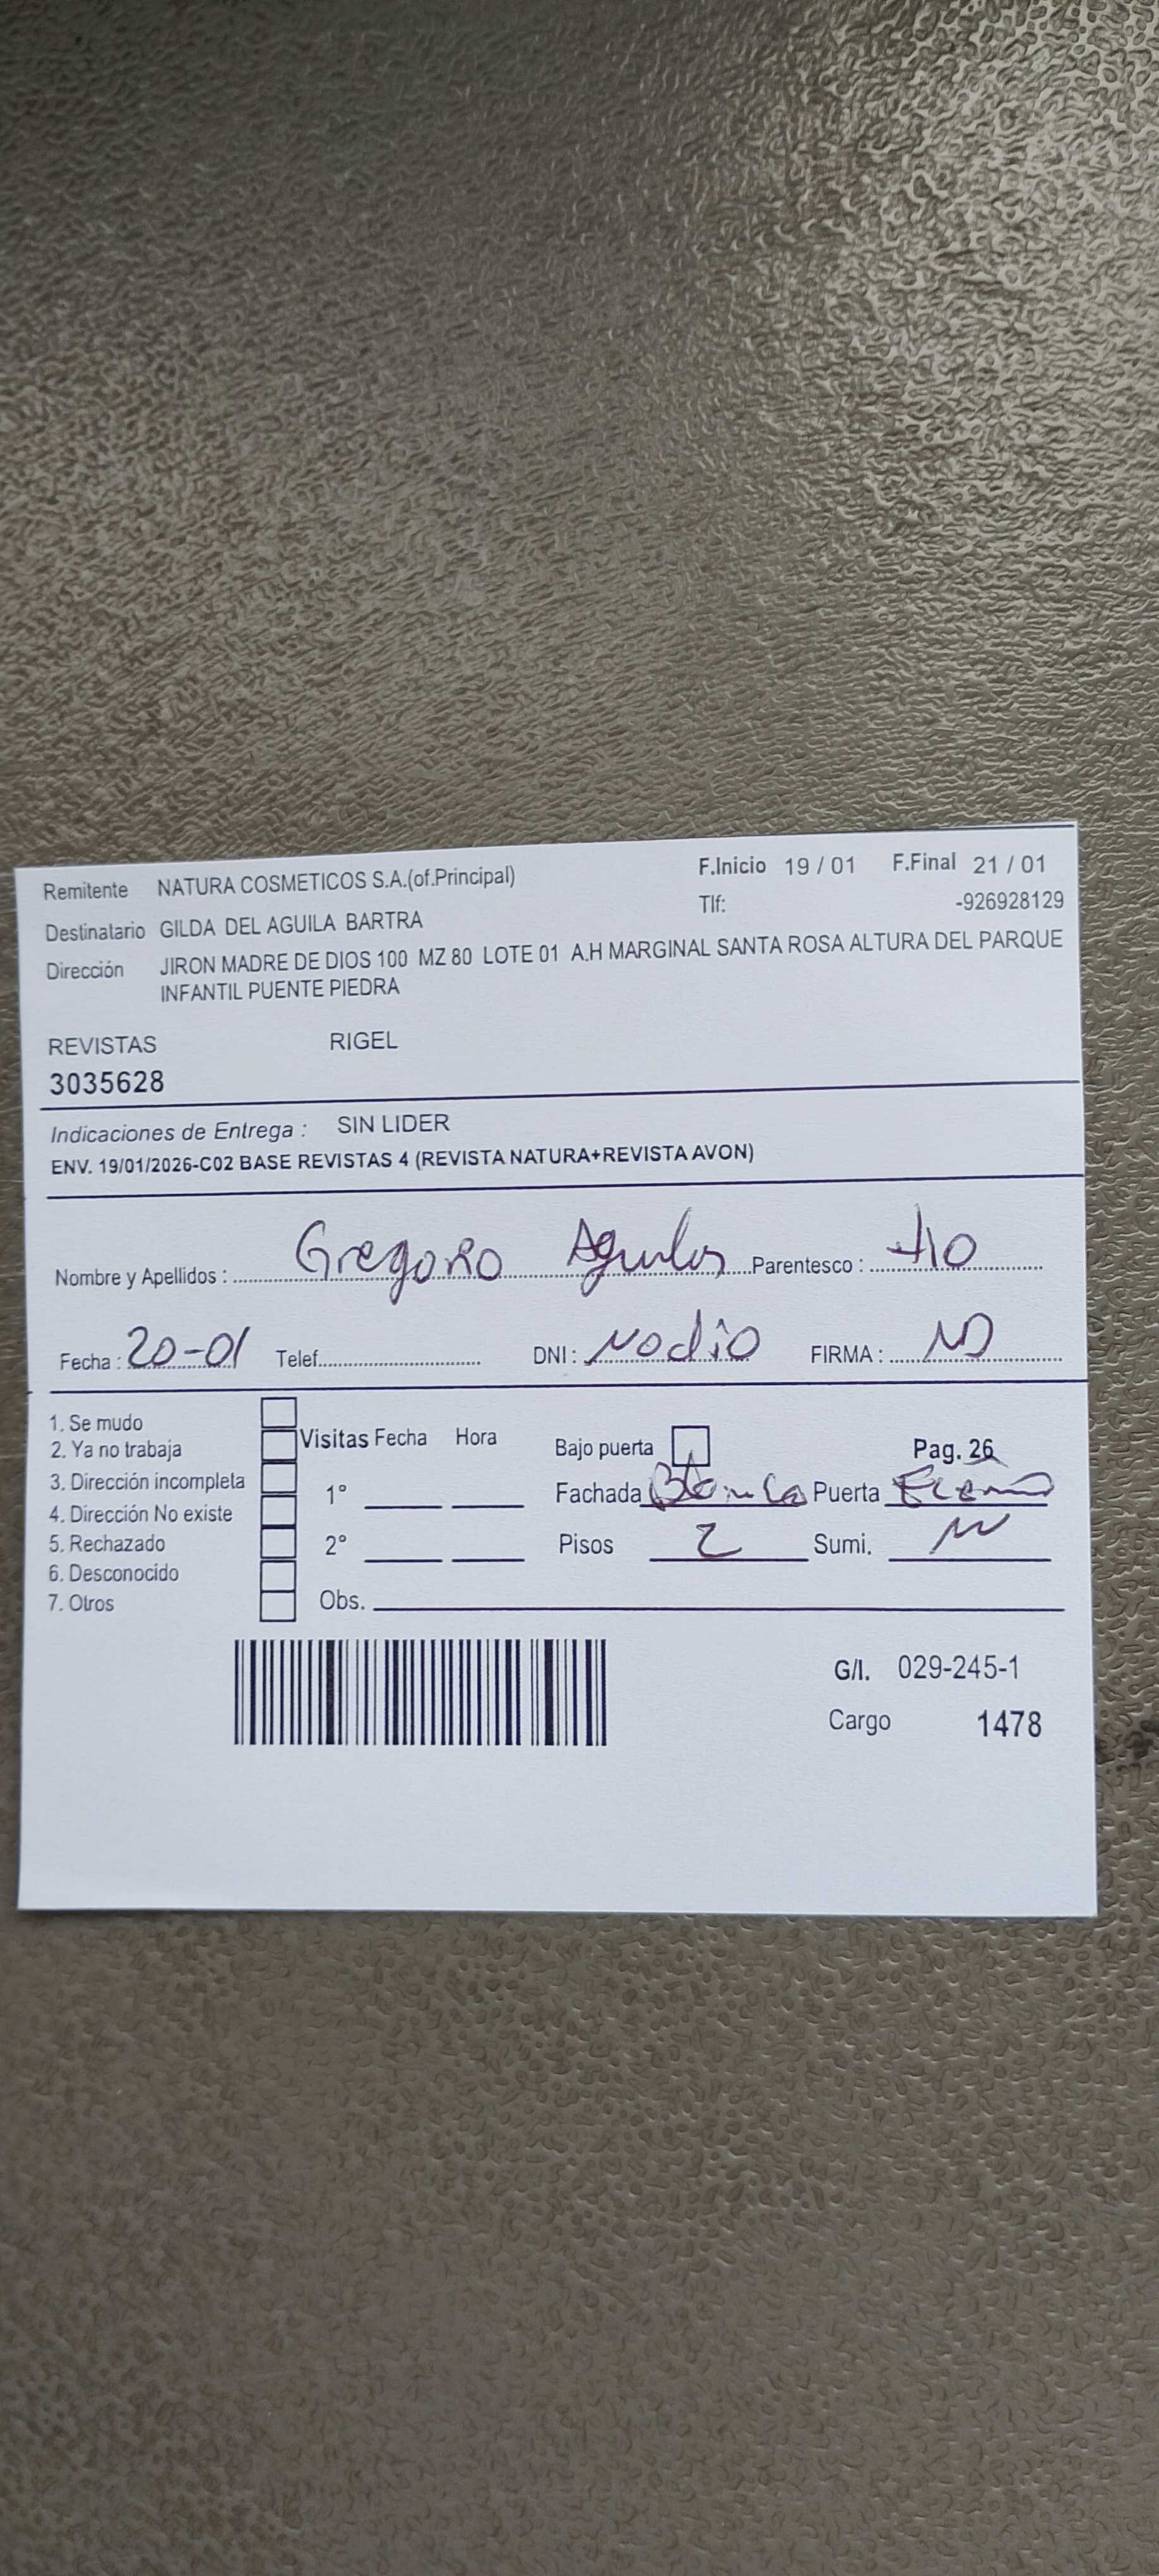 Remitente NATURA COSMETICOS S.A.(of.Principal) F.Inicio 19 / 01 F.Final 21 / 01
Destinatario GILDA DEL AGUILA BARTRA Tlf: -926928129
Dirección JIRON MADRE DE DIOS 100 MZ 80 LOTE 01 A.H MARGINAL SANTA ROSA ALTURA DEL PARQUE
INFANTIL PUENTE PIEDRA
REVISTAS RIGEL
3035628
Indicaciones de Entrega : SIN LIDER
ENV. 19/01/2026-C02 BASE REVISTAS 4 (REVISTA NATURA+REVISTA AVON)
Nombre y Apellidos : Gregorio Parentesco : tio
Fecha : 20-01 Telef. DNI : No dio FIRMA :
1. Se mudo
2. Ya no trabaja Visitas Fecha Hora Bajo puerta Pag. 26
3. Dirección incompleta 1° Fachada Blanca Puerta
4. Dirección No existe
5. Rechazado 2° Pisos 2 Sumi.
6. Desconocido
7. Otros Obs.
G/I. 029-245-1
Cargo 1478